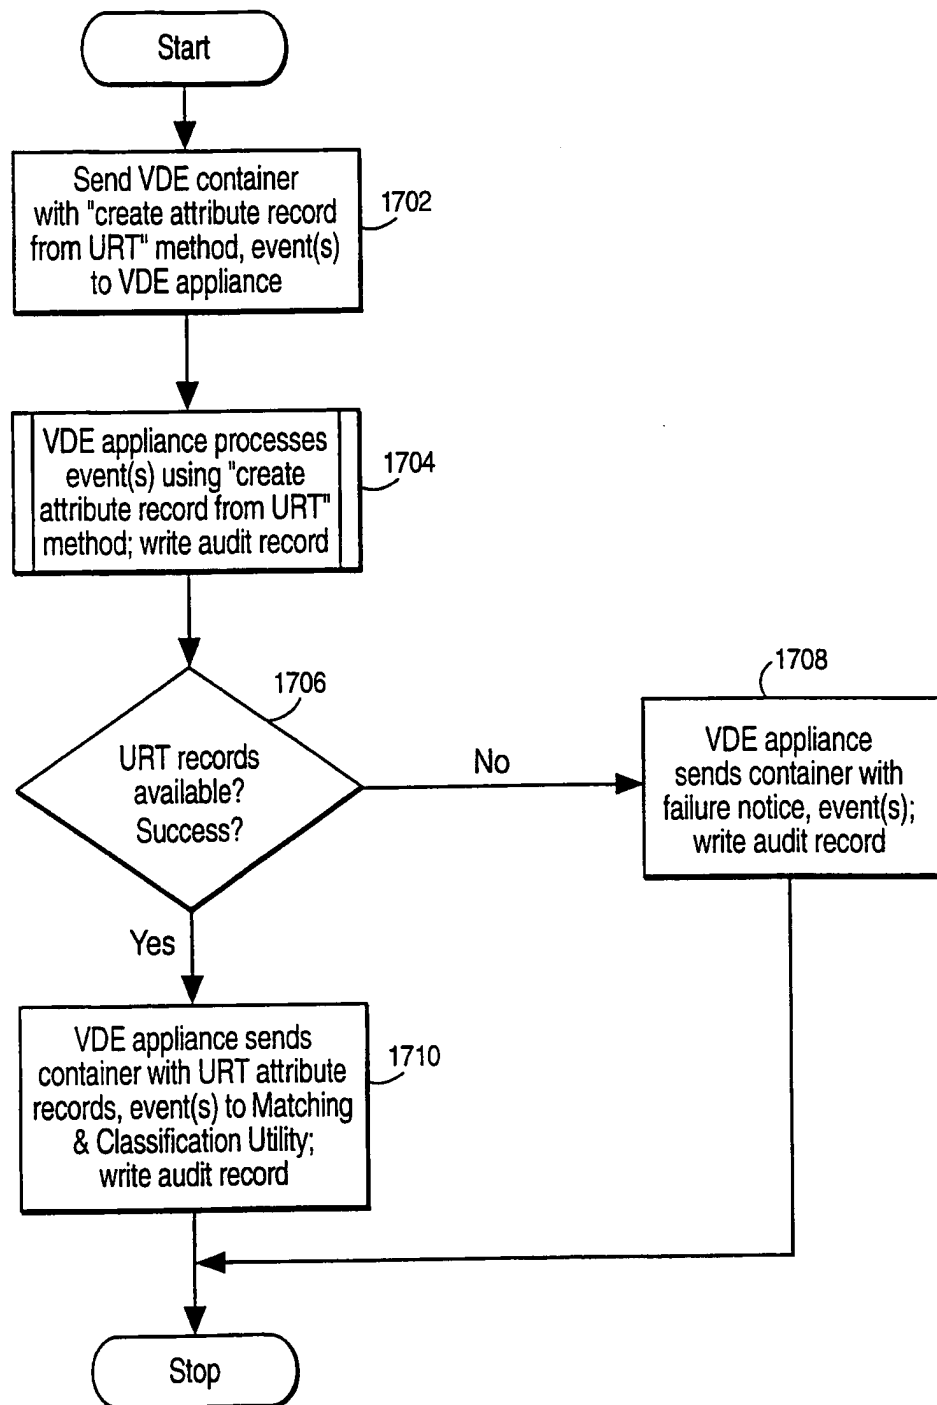 Start
Send VDE container
with "create attribute record
from URT" method, event(s)
to VDE appliance
1702
VDE appliance processes
event(s) using "create
attribute record from URT"
method; write audit record
1704
1706
URT records
available?
Success?
No
1708
VDE appliance
sends container with
failure notice, event(s);
write audit record
Yes
VDE appliance sends
container with URT attribute
records, event(s) to Matching
& Classification Utility;
write audit record
1710
Stop